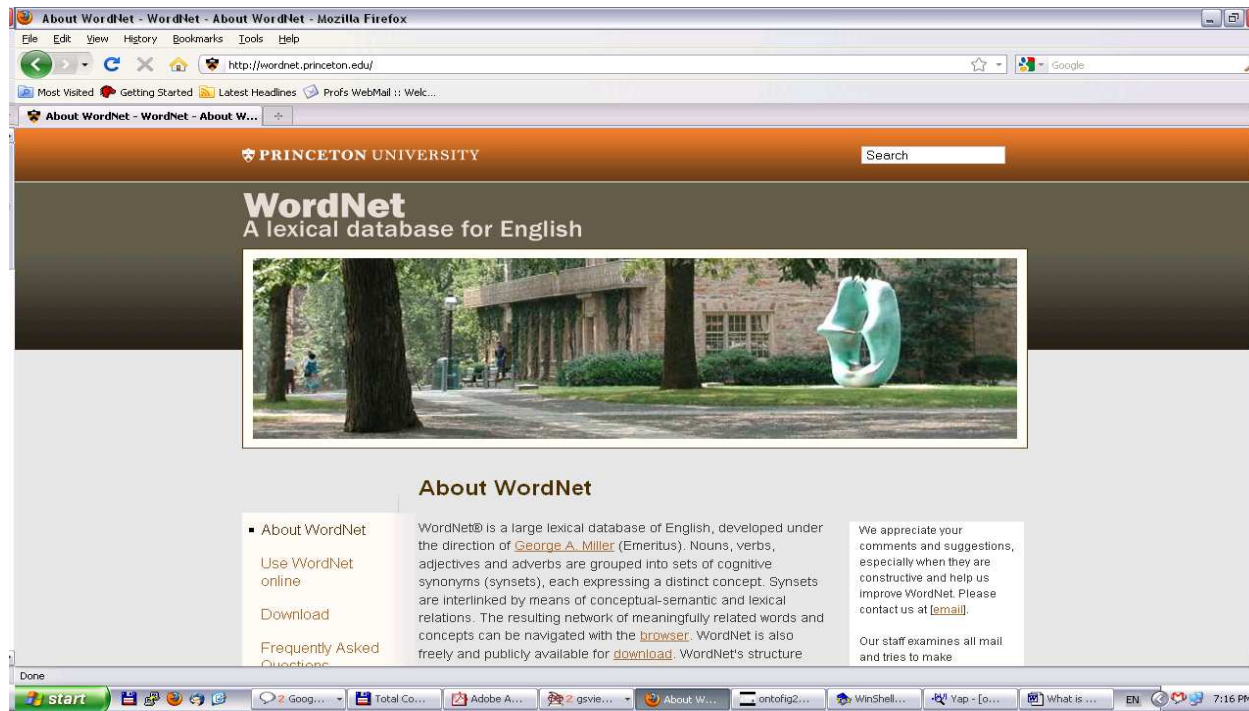 About WordNet - WordNet - About WordNet - Mozilla Firefox
File Edit View History Bookmarks Tools Help
http://wordnet.princeton.edu/
Google
Most Visited Getting Started Latest Headlines Profs WebMail :: Welc...
About WordNet - WordNet - About W...
PRINCETON UNIVERSITY
Search
WordNet
A lexical database for English
About WordNet
About WordNet
Use WordNet
online
Download
Frequently Asked
Questions
WordNet® is a large lexical database of English, developed under
the direction of George A. Miller (Emeritus). Nouns, verbs,
adjectives and adverbs are grouped into sets of cognitive
synonyms (synsets), each expressing a distinct concept. Synsets
are interlinked by means of conceptual-semantic and lexical
relations. The resulting network of meaningfully related words and
concepts can be navigated with the browser. WordNet is also
freely and publicly available for download. WordNet's structure
We appreciate your
comments and suggestions,
especially when they are
constructive and help us
improve WordNet. Please
contact us at [email].
Our staff examines all mail
and tries to make
Done
start 2 Goog... Total Co... Adobe A... 2 gsvie... About W... ontofig2... WinShell... Yap - [o... What is ... EN 7:16 PM